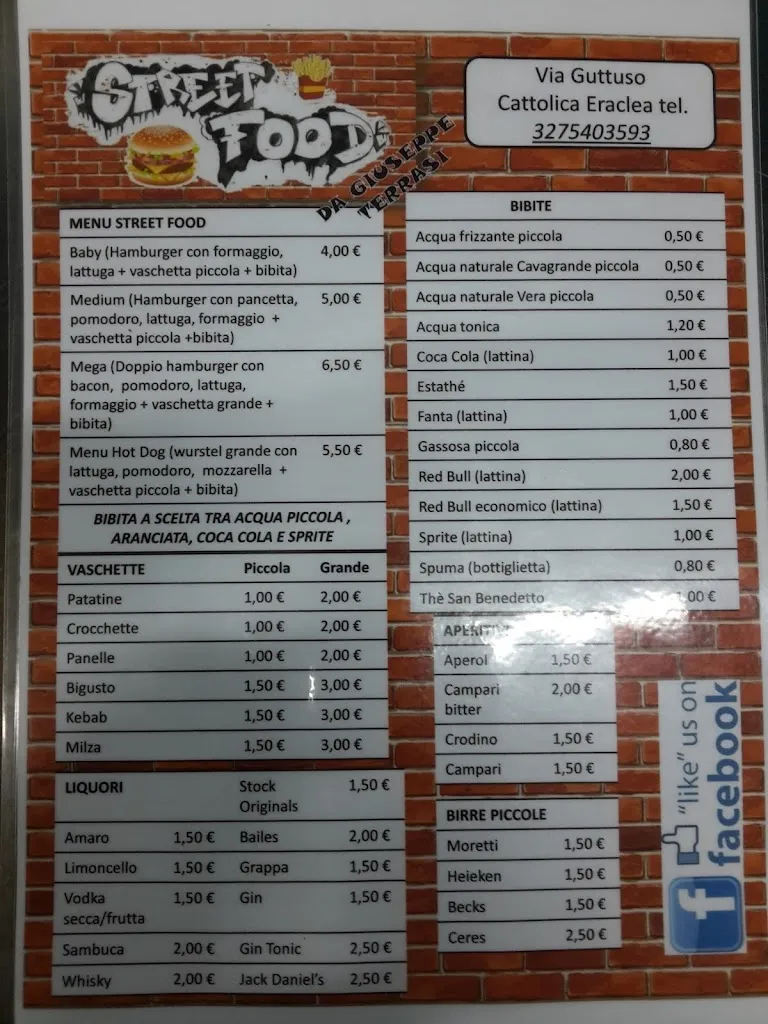 STREET
FOOD
DA GIUSEPPE
TERRASI
Via Guttuso
Cattolica Eraclea tel.
3275403593
MENU STREET FOOD
Baby (Hamburger con formaggio, 4,00 €
lattuga + vaschetta piccola + bibita)
Medium (Hamburger con pancetta, 5,00 €
pomodoro, lattuga, formaggio +
vaschetta piccola +bibita)
Mega (Doppio hamburger con 6,50 €
bacon, pomodoro, lattuga,
formaggio + vaschetta grande +
bibita)
Menu Hot Dog (wurstel grande con 5,50 €
lattuga, pomodoro, mozzarella +
vaschetta piccola + bibita)
BIBITA A SCELTA TRA ACQUA PICCOLA ,
ARANCIATA, COCA COLA E SPRITE
VASCHETTE Piccola Grande
Patatine 1,00 € 2,00 €
Crocchette 1,00 € 2,00 €
Panelle 1,00 € 2,00 €
Bigusto 1,50 € 3,00 €
Kebab 1,50 € 3,00 €
Milza 1,50 € 3,00 €
LIQUORI Stock 1,50 €
Originals
Amaro 1,50 € Bailes 2,00 €
Limoncello 1,50 € Grappa 1,50 €
Vodka 1,50 € Gin 1,50 €
secca/frutta
Sambuca 2,00 € Gin Tonic 2,50 €
Whisky 2,00 € Jack Daniel's 2,50 €
BIBITE
Acqua frizzante piccola 0,50 €
Acqua naturale Cavagrande piccola 0,50 €
Acqua naturale Vera piccola 0,50 €
Acqua tonica 1,20 €
Coca Cola (lattina) 1,00 €
Estathé 1,50 €
Fanta (lattina) 1,00 €
Gassosa piccola 0,80 €
Red Bull (lattina) 2,00 €
Red Bull economico (lattina) 1,50 €
Sprite (lattina) 1,00 €
Spuma (bottiglietta) 0,80 €
Thè San Benedetto
Aperol 1,50 €
Campari 2,00 €
bitter
Crodino 1,50 €
Campari 1,50 €
BIRRE PICCOLE
Moretti 1,50 €
Heieken 1,50 €
Becks 1,50 €
Ceres 2,50 €
"like" us on
facebook